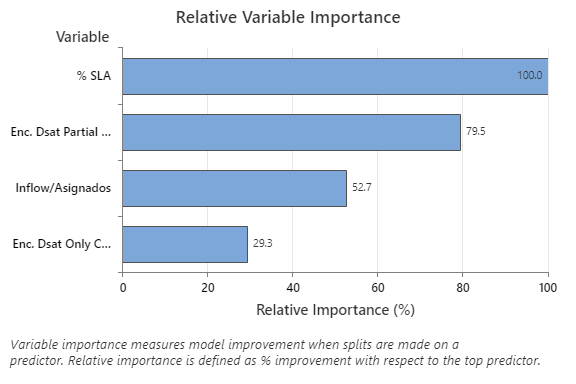 Relative Variable Importance
Variable
% SLA
100.0
Enc. Dsat Partial ...
79.5
Inflow/Asignados
52.7
Enc. Dsat Only C...
29.3
0 20 40 60 80 100
Relative Importance (%)
Variable importance measures model improvement when splits are made on a
predictor. Relative importance is defined as % improvement with respect to the top predictor.